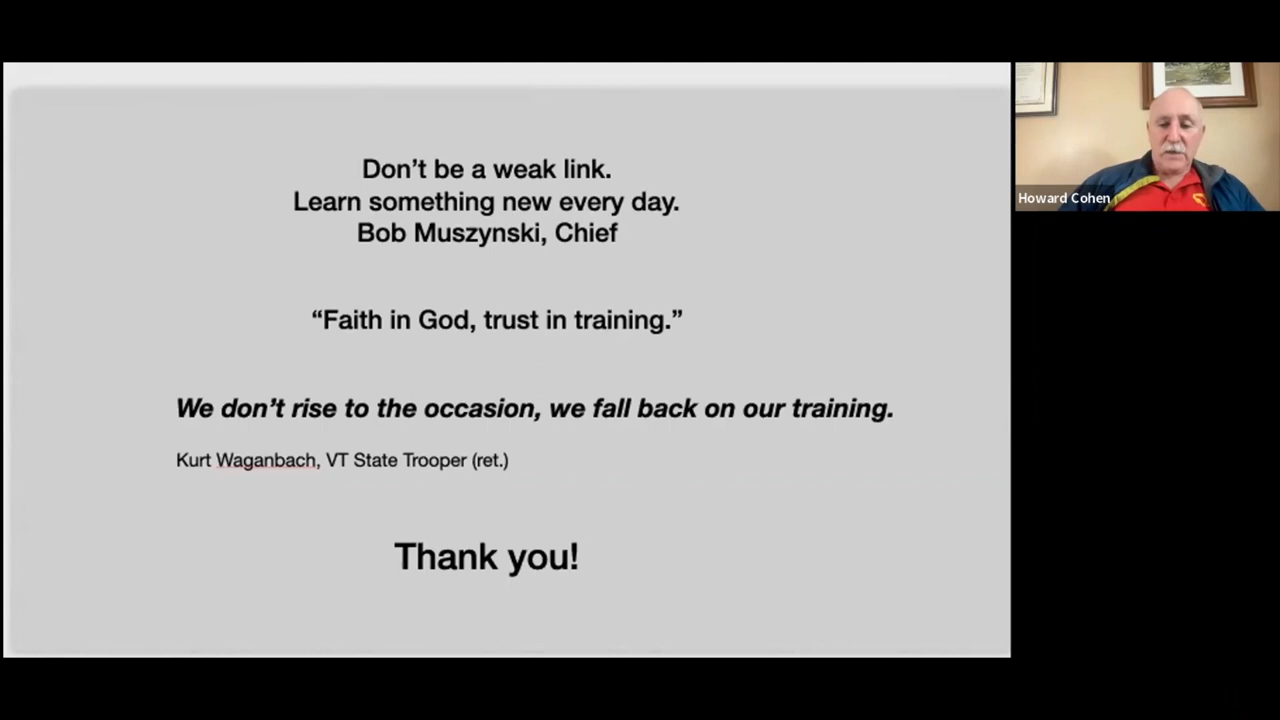 Don’t be a weak link.
Learn something new every day.
Bob Muszynski, Chief
“Faith in God, trust in training.”
We don’t rise to the occasion, we fall back on our training.
Kurt Waganbach, VT State Trooper (ret.)
Thank you!
Howard Cohen